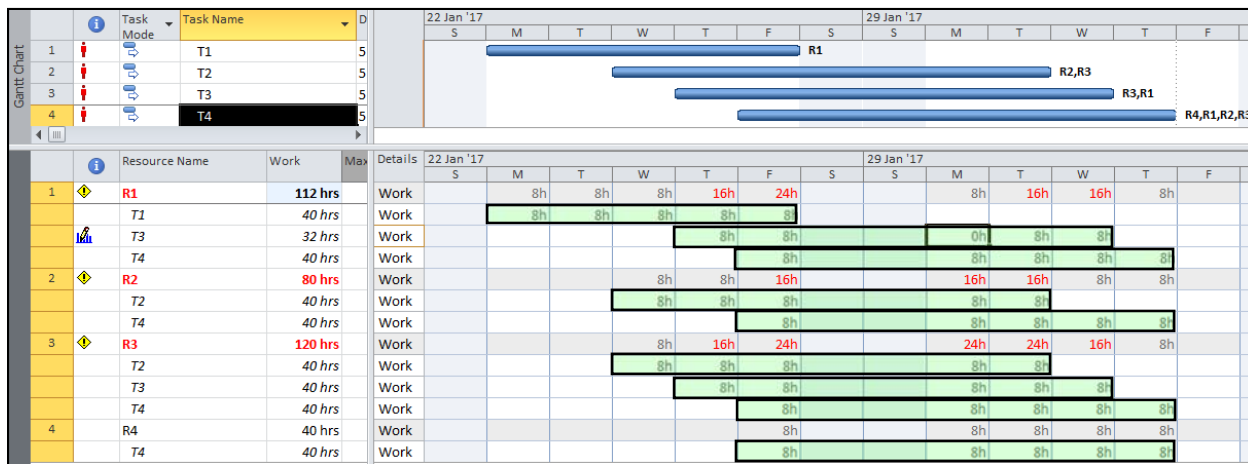 Gantt Chart
Task Mode Task Name D 22 Jan '17 29 Jan '17
S M T W T F S S M T W T F
1 T1 5 R1
2 T2 5 R2,R3
3 T3 5 R3,R1
4 T4 5 R4,R1,R2,R3
Resource Name Work Max Details 22 Jan '17 29 Jan '17
S M T W T F S S M T W T F
1 R1 112 hrs Work 8h 8h 8h 16h 24h 8h 16h 16h 8h
T1 40 hrs Work 8h 8h 8h 8h 8h
T3 32 hrs Work 8h 8h 0h 8h 8h
T4 40 hrs Work 8h 8h 8h 8h 8h
2 R2 80 hrs Work 8h 8h 16h 16h 16h 8h 8h
T2 40 hrs Work 8h 8h 8h 8h 8h
T4 40 hrs Work 8h 8h 8h 8h 8h
3 R3 120 hrs Work 8h 16h 24h 24h 24h 16h 8h
T2 40 hrs Work 8h 8h 8h 8h 8h
T3 40 hrs Work 8h 8h 8h 8h 8h
T4 40 hrs Work 8h 8h 8h 8h 8h
4 R4 40 hrs Work 8h 8h 8h 8h 8h
T4 40 hrs Work 8h 8h 8h 8h 8h